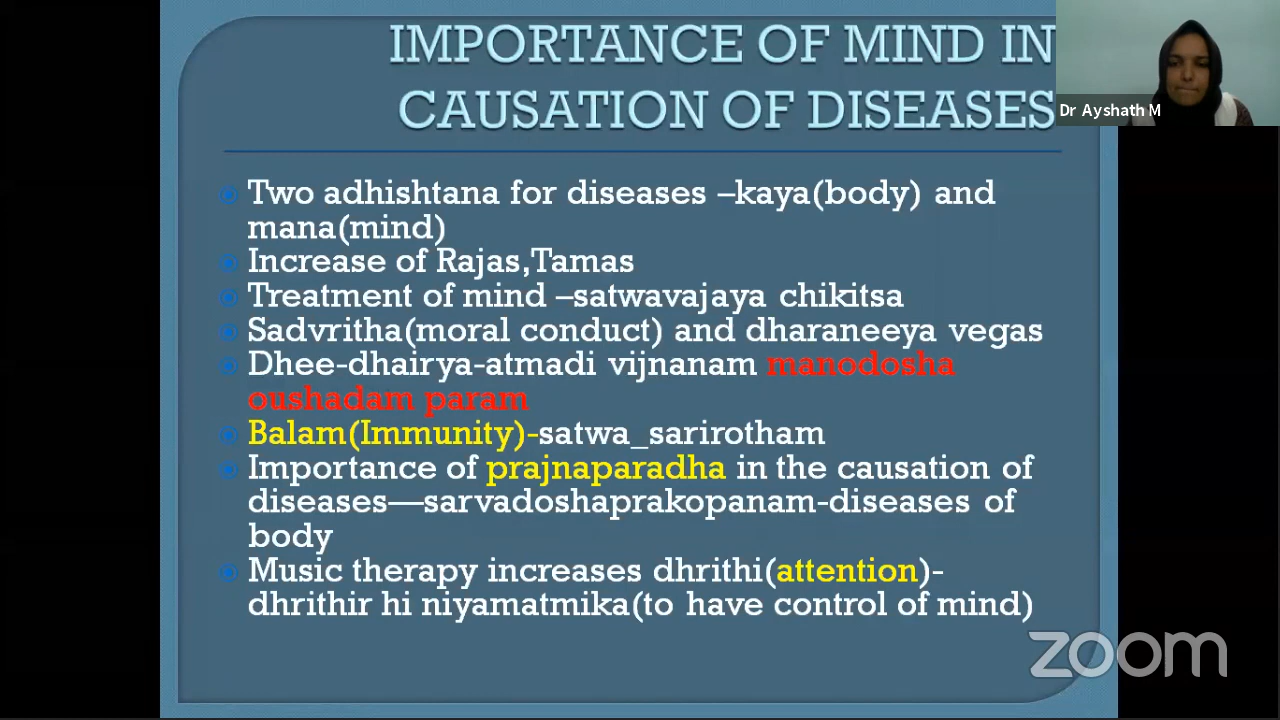 IMPORTANCE OF MIND IN
CAUSATION OF DISEASES
Dr Ayshath M
Two adhishtana for diseases –kaya(body) and
mana(mind)
Increase of Rajas,Tamas
Treatment of mind –satwavajaya chikitsa
Sadvritha(moral conduct) and dharaneeya vegas
Dhee-dhairya-atmadi vijnanam manodosha
oushadam param
Balam(Immunity)-satwa_sarirotham
Importance of prajnaparadha in the causation of
diseases—sarvadoshaprakopanam-diseases of
body
Music therapy increases dhrithi(attention)-
dhrithir hi niyamatmika(to have control of mind)
zoom